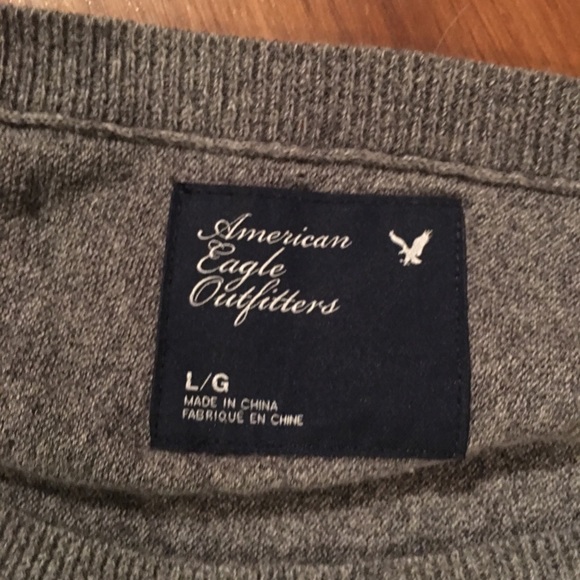 American
Eagle
Outfitters
L/G
MADE IN CHINA
FABRIQUÉ EN CHINE